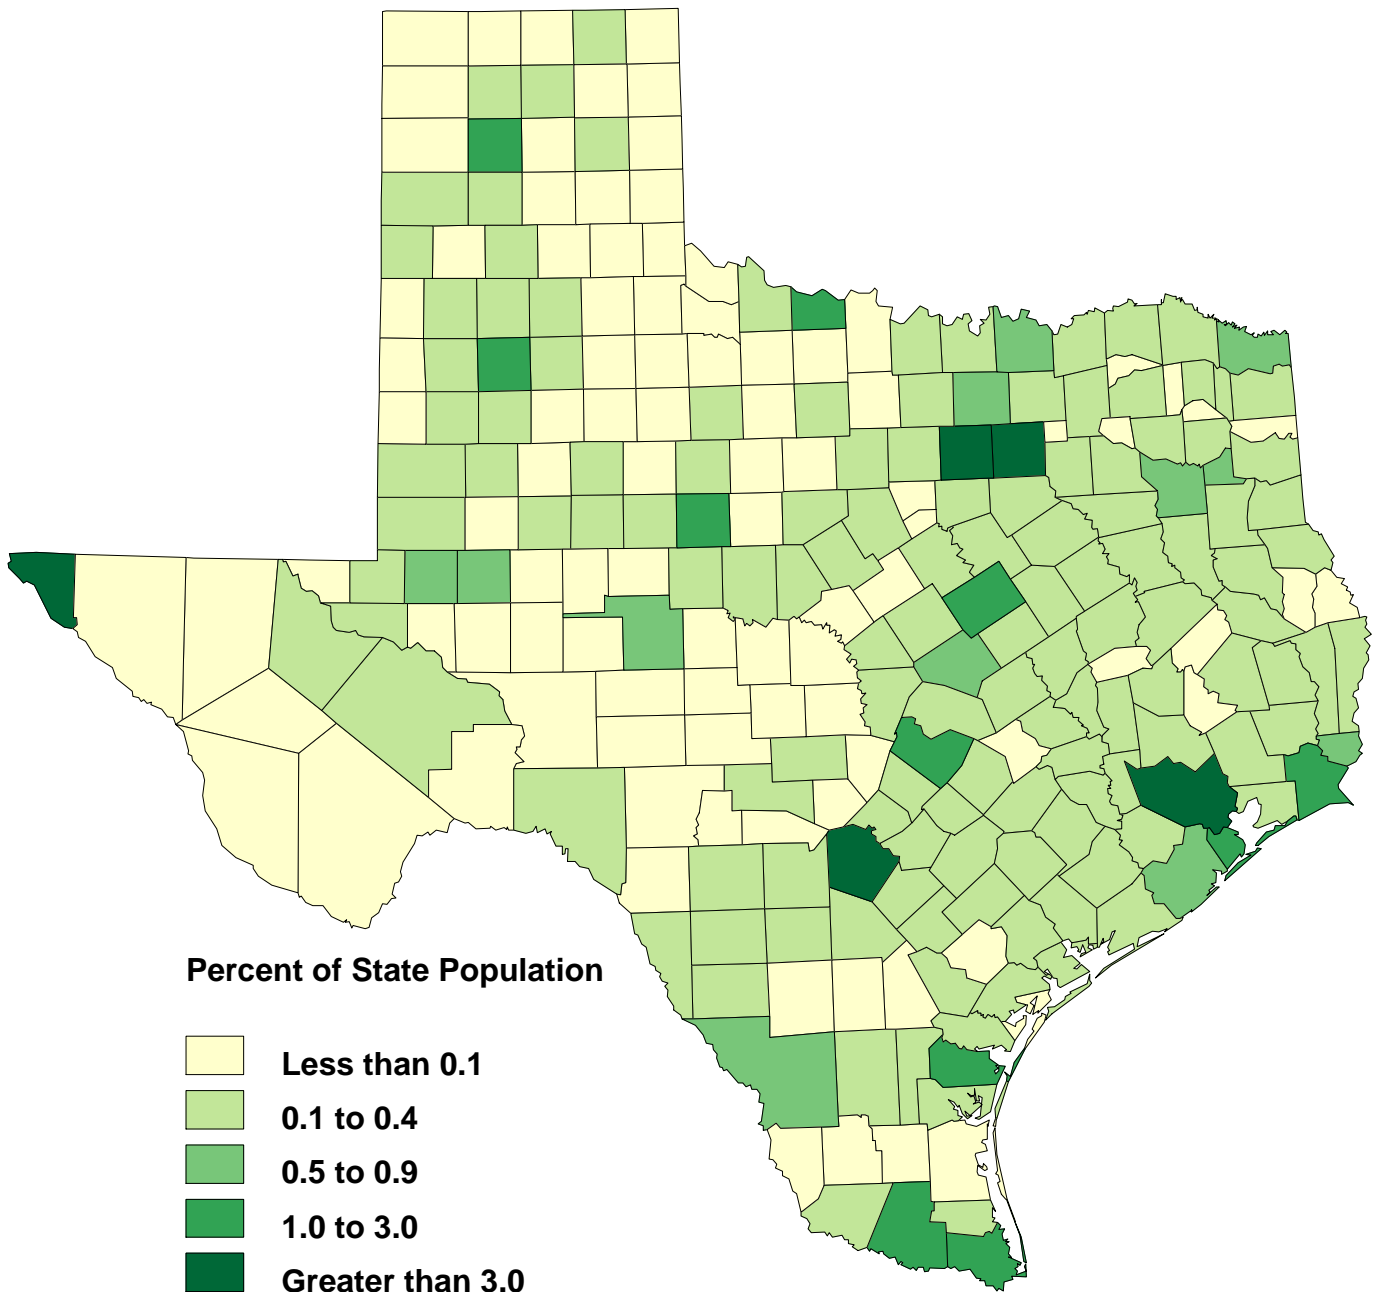 Percent of State Population
Less than 0.1
0.1 to 0.4
0.5 to 0.9
1.0 to 3.0
Greater than 3.0